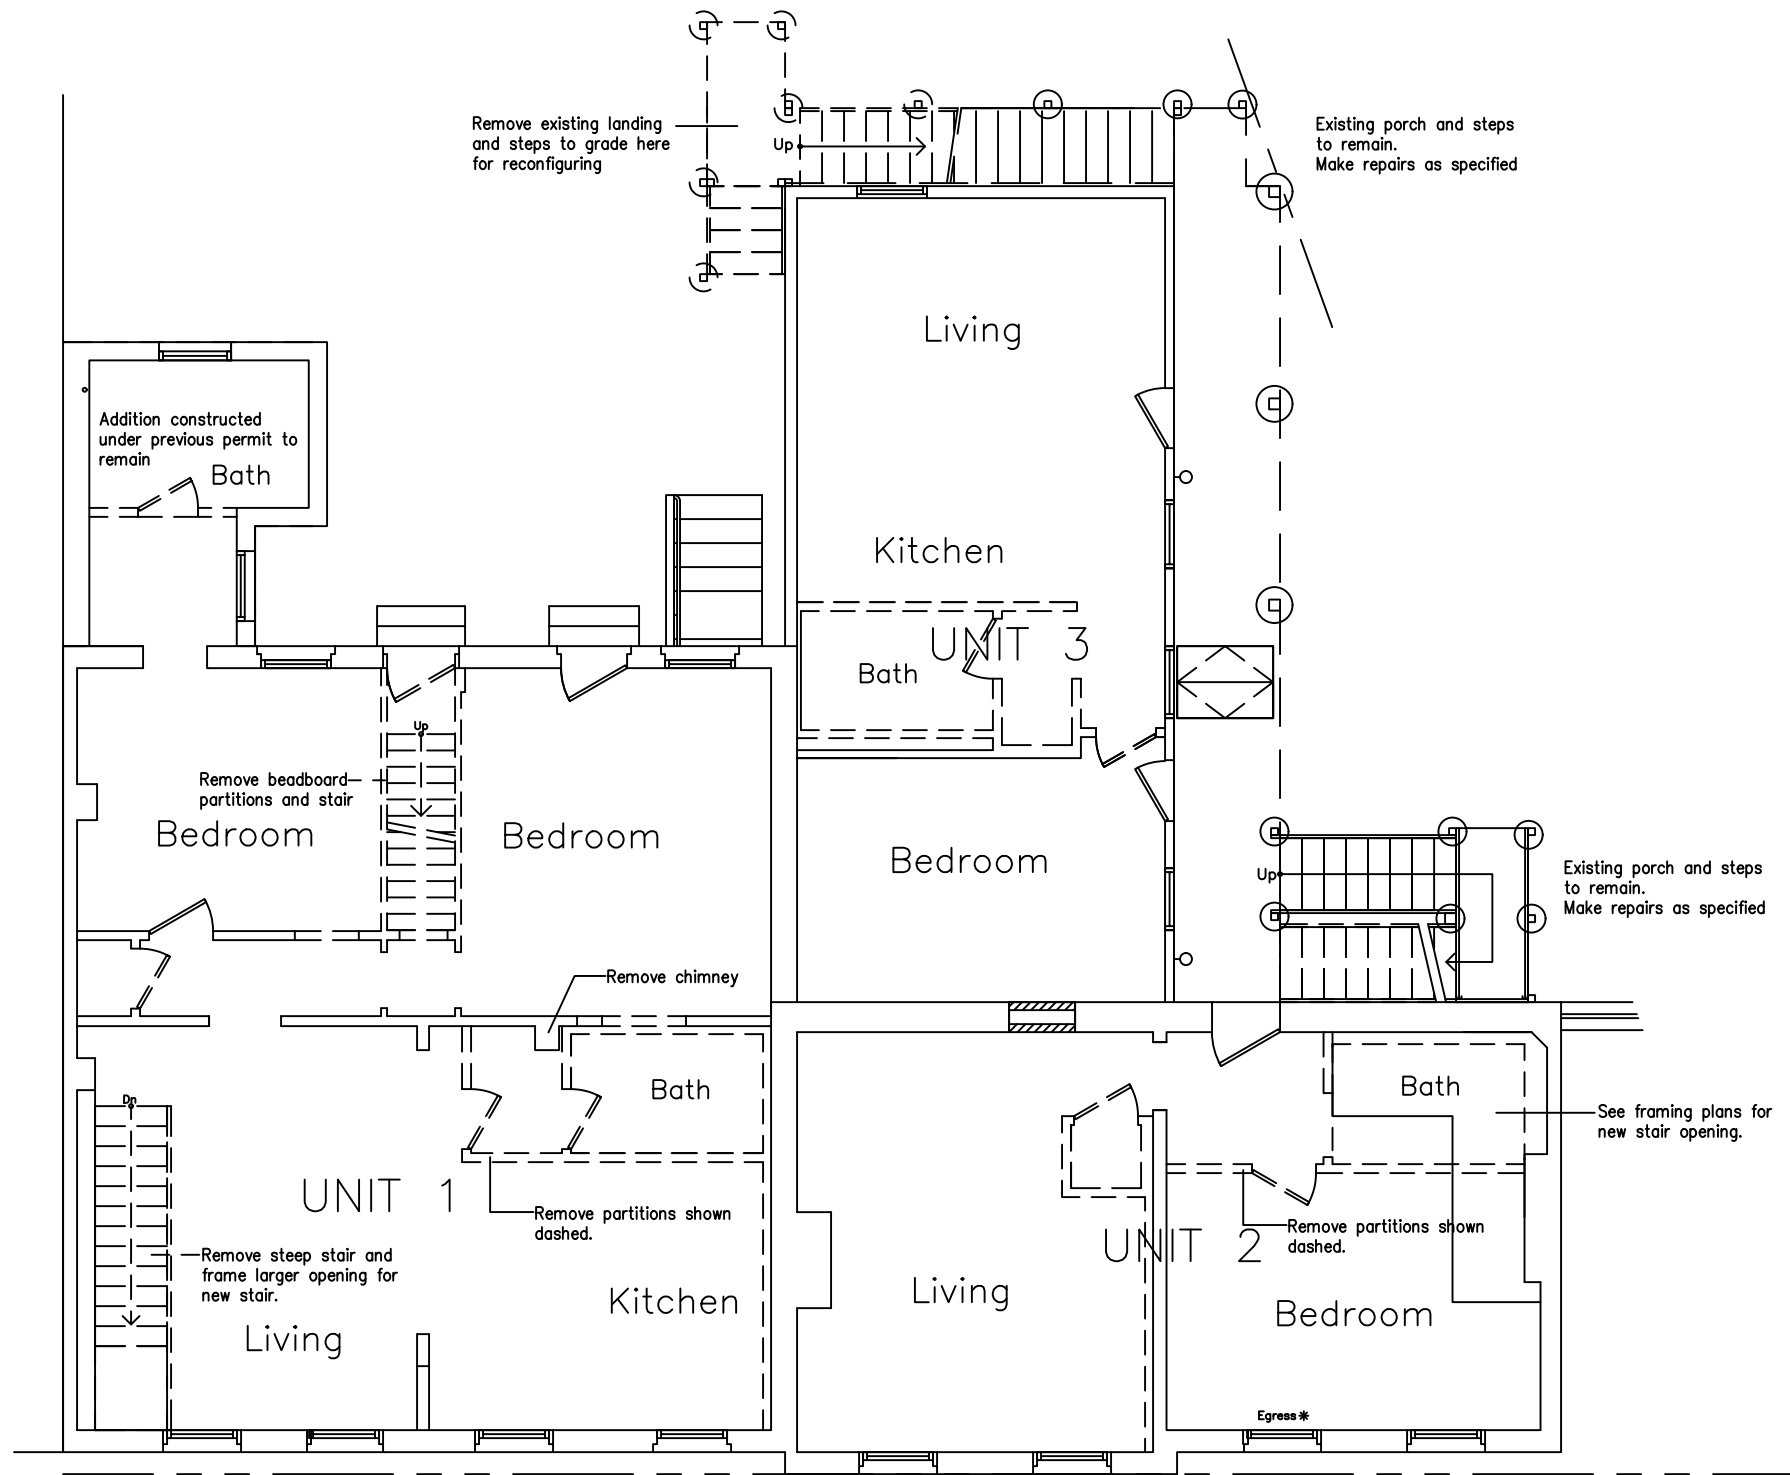 Remove existing landing
and steps to grade here
for reconfiguring
Up
Existing porch and steps
to remain.
Make repairs as specified
Living
Addition constructed
under previous permit to
remain
Bath
Kitchen
UNIT 3
Bath
Up
Remove beadboard
partitions and stair
Bedroom
Bedroom
Bedroom
Up
Existing porch and steps
to remain.
Make repairs as specified
Remove chimney
Dn
Bath
Bath
See framing plans for
new stair opening.
UNIT 1
Remove partitions shown
dashed.
Remove partitions shown
dashed.
UNIT 2
Remove steep stair and
frame larger opening for
new stair.
Living
Kitchen
Living
Bedroom
Egress*